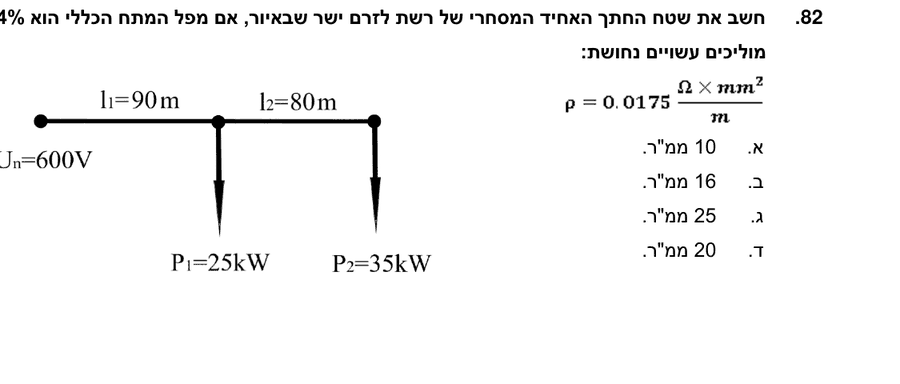 82. חשב את שטח החתך האחיד המסחרי של רשת לזרם ישר שבאיור, אם מפל המתח הכללי הוא 4%
מוליכים עשויים נחושת:
ρ = 0.0175 Ω × mm² / m
l₁=90m l₂=80m
Uₙ=600V
P₁=25kW P₂=35kW
א. 10 ממ"ר.
ב. 16 ממ"ר.
ג. 25 ממ"ר.
ד. 20 ממ"ר.